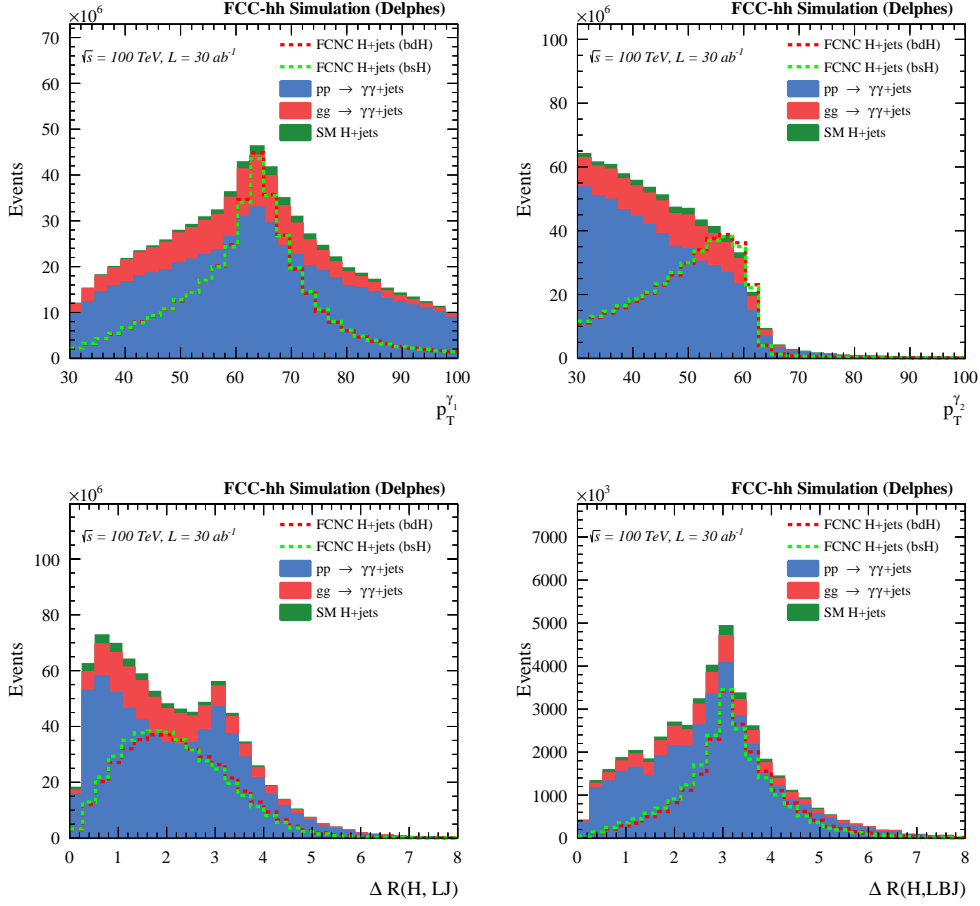 FCC-hh Simulation (Delphes)
×10⁶
√s = 100 TeV, L = 30 ab⁻¹
FCNC H+jets (bdH)
FCNC H+jets (bsH)
pp → γγ+jets
gg → γγ+jets
SM H+jets
Events
70
60
50
40
30
20
10
0
30 40 50 60 70 80 90 100
p_T^{γ₁}
FCC-hh Simulation (Delphes)
×10⁶
√s = 100 TeV, L = 30 ab⁻¹
FCNC H+jets (bdH)
FCNC H+jets (bsH)
pp → γγ+jets
gg → γγ+jets
SM H+jets
Events
100
80
60
40
20
0
30 40 50 60 70 80 90 100
p_T^{γ₂}
FCC-hh Simulation (Delphes)
×10⁶
√s = 100 TeV, L = 30 ab⁻¹
FCNC H+jets (bdH)
FCNC H+jets (bsH)
pp → γγ+jets
gg → γγ+jets
SM H+jets
Events
100
80
60
40
20
0
0 1 2 3 4 5 6 7 8
Δ R(H, LJ)
FCC-hh Simulation (Delphes)
×10³
√s = 100 TeV, L = 30 ab⁻¹
FCNC H+jets (bdH)
FCNC H+jets (bsH)
pp → γγ+jets
gg → γγ+jets
SM H+jets
Events
7000
6000
5000
4000
3000
2000
1000
0
0 1 2 3 4 5 6 7 8
Δ R(H,LBJ)